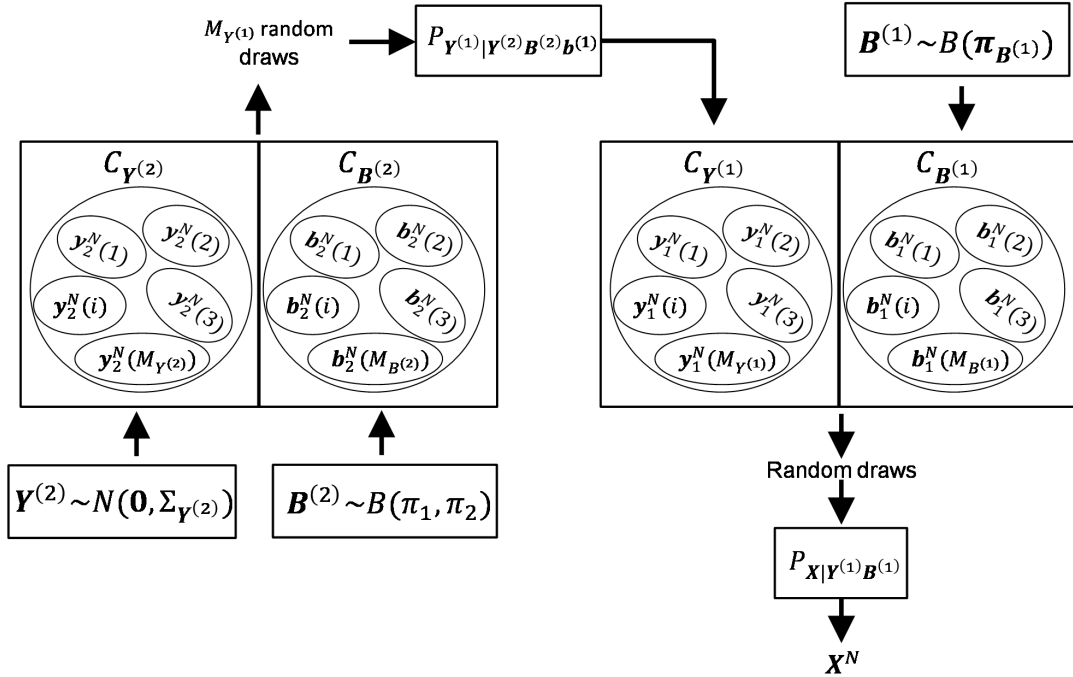 M_{Y^{(1)}} random
draws
P_{Y^{(1)}|Y^{(2)}B^{(2)}b^{(1)}}
B^{(1)}~B(π_{B^{(1)}})
C_{Y^{(2)}}
C_{B^{(2)}}
y_2^N(1)
y_2^N(2)
y_2^N(i)
y_2^N(3)
y_2^N(M_{Y^{(2)}})
b_2^N(1)
b_2^N(2)
b_2^N(i)
b_2^N(3)
b_2^N(M_{B^{(2)}})
C_{Y^{(1)}}
C_{B^{(1)}}
y_1^N(1)
y_1^N(2)
y_1^N(i)
y_1^N(3)
y_1^N(M_{Y^{(1)}})
b_1^N(1)
b_1^N(2)
b_1^N(i)
b_1^N(3)
b_1^N(M_{B^{(1)}})
Y^{(2)}~N(0, Σ_{Y^{(2)}})
B^{(2)}~B(π_1, π_2)
Random draws
P_{X|Y^{(1)}B^{(1)}}
X^N